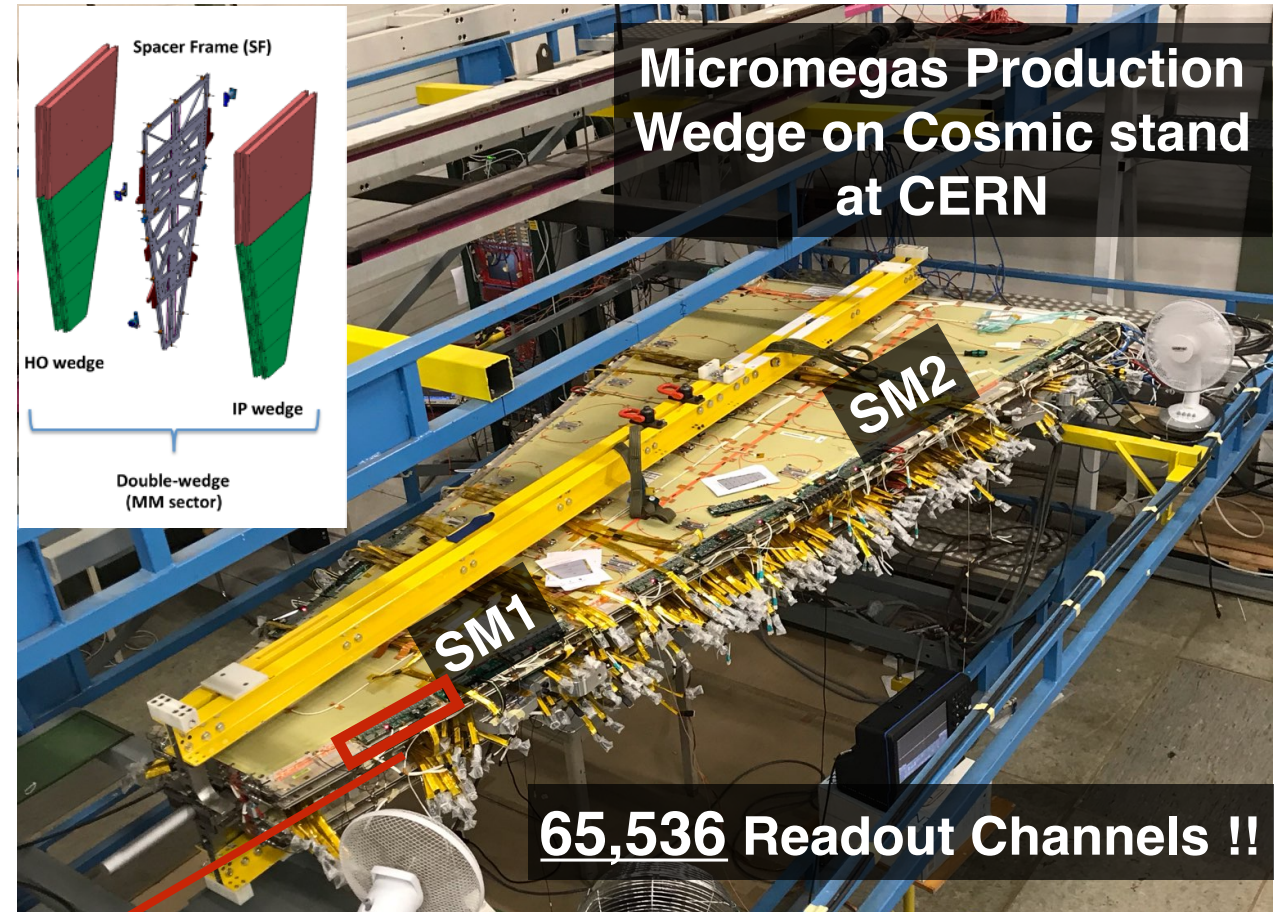 Spacer Frame (SF)
HO wedge
IP wedge
Double-wedge
(MM sector)
Micromegas Production
Wedge on Cosmic stand
at CERN
SM2
SM1
65,536 Readout Channels !!